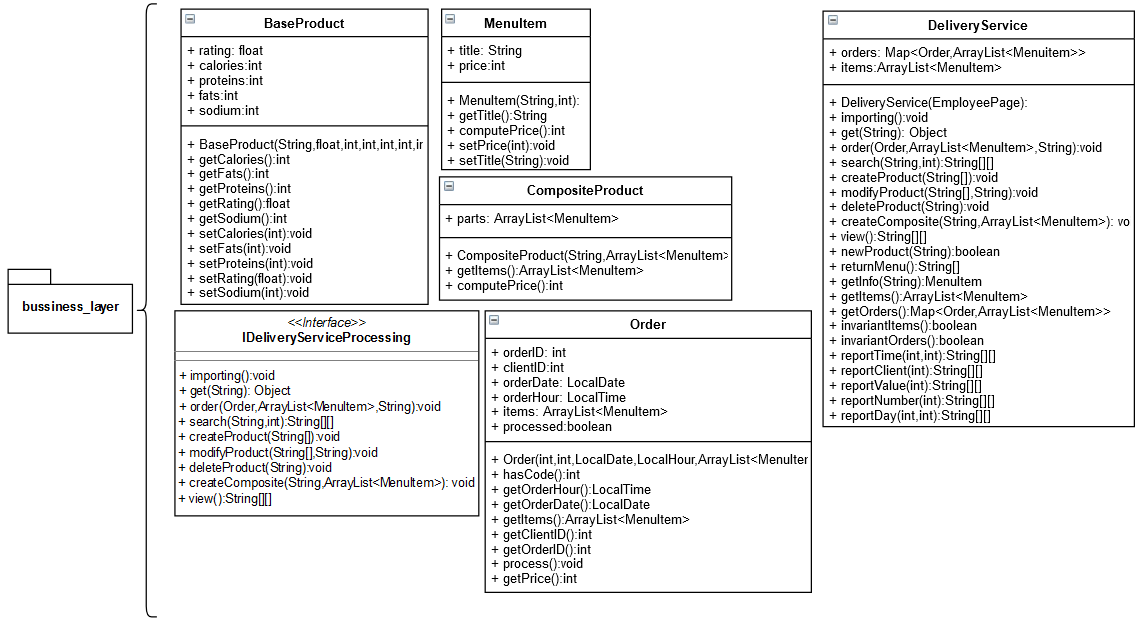 bussiness_layer
BaseProduct
+ rating: float
+ calories:int
+ proteins:int
+ fats:int
+ sodium:int
+ BaseProduct(String,float,int,int,int,int,ir
+ getCalories():int
+ getFats():int
+ getProteins():int
+ getRating():float
+ getSodium():int
+ setCalories(int):void
+ setFats(int):void
+ setProteins(int):void
+ setRating(float):void
+ setSodium(int):void
MenuItem
+ title: String
+ price:int
+ MenuItem(String,int):
+ getTitle():String
+ computePrice():int
+ setPrice(int):void
+ setTitle(String):void
CompositeProduct
+ parts: ArrayList<MenuItem>
+ CompositeProduct(String,ArrayList<MenuItem>
+ getItems():ArrayList<MenuItem>
+ computePrice():int
<<Interface>>
IDeliveryServiceProcessing
+ importing():void
+ get(String): Object
+ order(Order,ArrayList<MenuItem>,String):void
+ search(String,int):String[][]
+ createProduct(String[]):void
+ modifyProduct(String[],String):void
+ deleteProduct(String):void
+ createComposite(String,ArrayList<MenuItem>): void
+ view():String[][]
Order
+ orderID: int
+ clientID:int
+ orderDate: LocalDate
+ orderHour: LocalTime
+ items: ArrayList<MenuItem>
+ processed:boolean
+ Order(int,int,LocalDate,LocalHour,ArrayList<MenuIter
+ hasCode():int
+ getOrderHour():LocalTime
+ getOrderDate():LocalDate
+ getItems():ArrayList<MenuItem>
+ getClientID():int
+ getOrderID():int
+ process():void
+ getPrice():int
DeliveryService
+ orders: Map<Order,ArrayList<Menuitem>>
+ items:ArrayList<MenuItem>
+ DeliveryService(EmployeePage):
+ importing():void
+ get(String): Object
+ order(Order,ArrayList<MenuItem>,String):void
+ search(String,int):String[][]
+ createProduct(String[]):void
+ modifyProduct(String[],String):void
+ deleteProduct(String):void
+ createComposite(String,ArrayList<MenuItem>): vo
+ view():String[][]
+ newProduct(String):boolean
+ returnMenu():String[]
+ getInfo(String):MenuItem
+ getItems():ArrayList<MenuItem>
+ getOrders():Map<Order,ArrayList<MenuItem>>
+ invariantItems():boolean
+ invariantOrders():boolean
+ reportTime(int,int):String[][]
+ reportClient(int):String[][]
+ reportValue(int):String[][]
+ reportNumber(int):String[][]
+ reportDay(int,int):String[][]